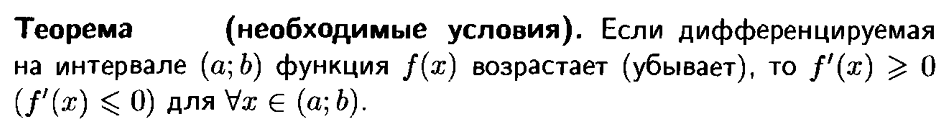 Теорема (необходимые условия). Если дифференцируемая
на интервале (a; b) функция f(x) возрастает (убывает), то f′(x) ⩾ 0
(f′(x) ⩽ 0) для ∀x ∈ (a; b).